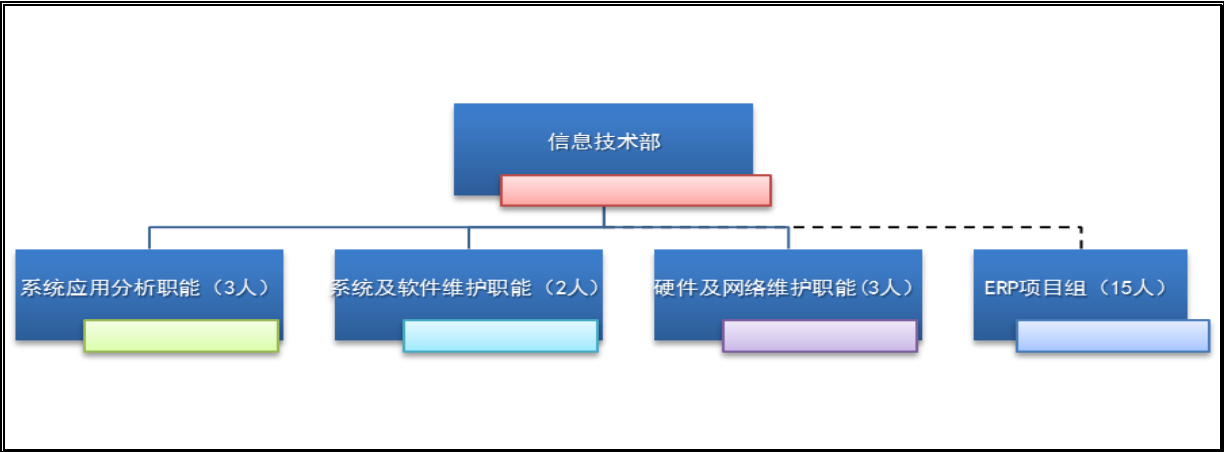 信息技术部
系统应用分析职能（3人）
系统及软件维护职能（2人）
硬件及网络维护职能(3人）
ERP项目组（15人）